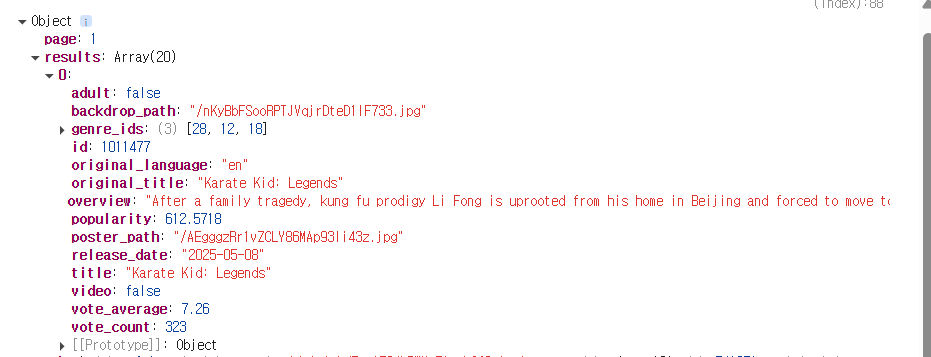 (index):88
Object i
page: 1
results: Array(20)
0:
adult: false
backdrop_path: "/nKyBbFSooRPTJVqjrDteD1lF733.jpg"
genre_ids: (3) [28, 12, 18]
id: 1011477
original_language: "en"
original_title: "Karate Kid: Legends"
overview: "After a family tragedy, kung fu prodigy Li Fong is uprooted from his home in Beijing and forced to move to
popularity: 612.5718
poster_path: "/AEgggzRr1vZCLY86MAp93li43z.jpg"
release_date: "2025-05-08"
title: "Karate Kid: Legends"
video: false
vote_average: 7.26
vote_count: 323
[[Prototype]]: Object